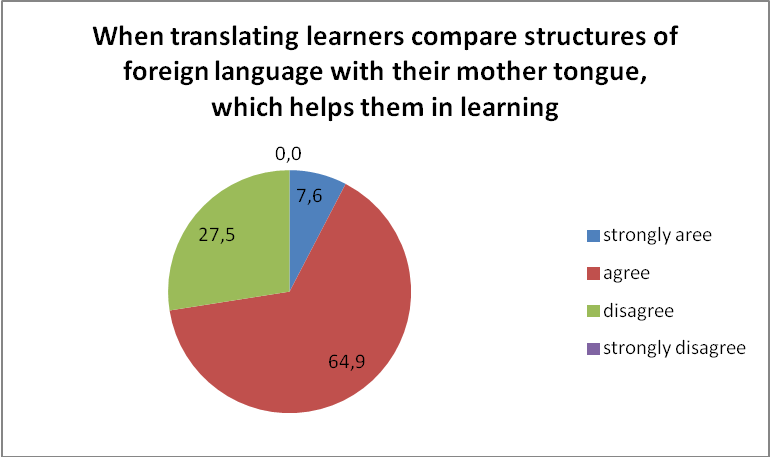 When translating learners compare structures of
foreign language with their mother tongue,
which helps them in learning
0,0
7,6
27,5
64,9
strongly aree
agree
disagree
strongly disagree